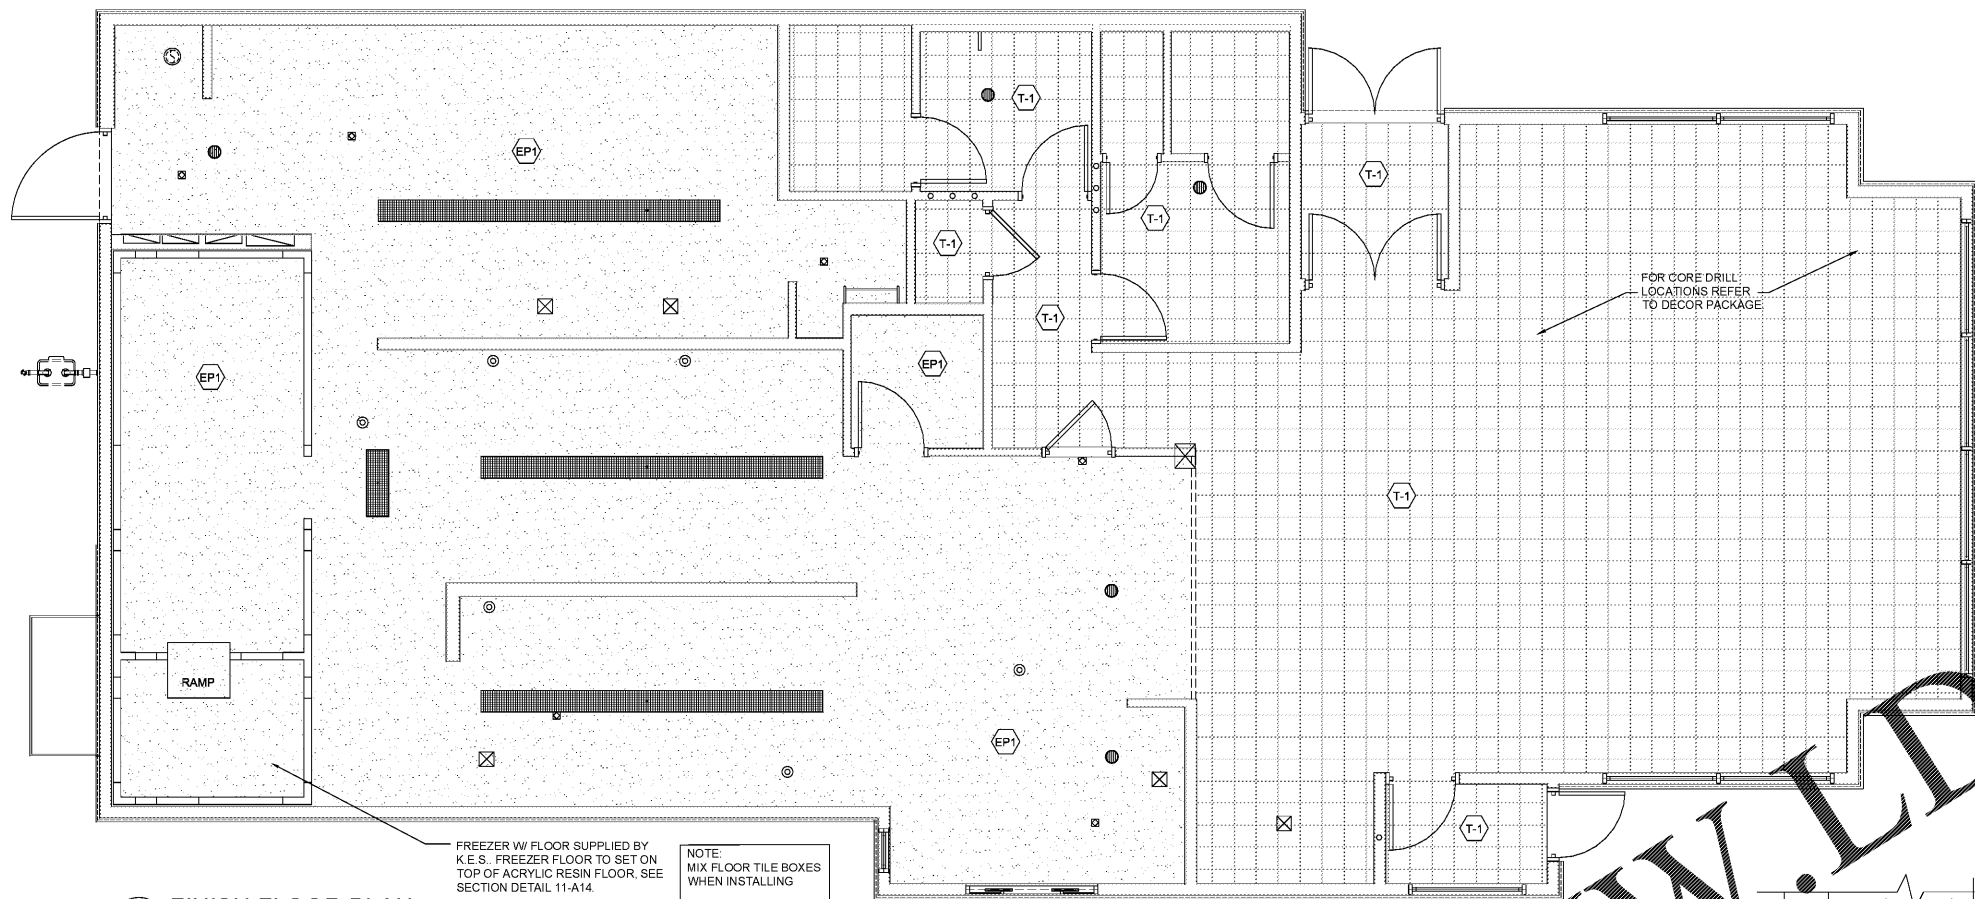 T-1
EP1
T-1
T-1
T-1
FOR CORE DRILL
LOCATIONS REFER
TO DECOR PACKAGE
T-1
EP1
EP1
T-1
RAMP
EP1
T-1
FREEZER W/ FLOOR SUPPLIED BY
K.E.S.. FREEZER FLOOR TO SET ON
TOP OF ACRYLIC RESIN FLOOR, SEE
SECTION DETAIL 11-A14.
NOTE:
MIX FLOOR TILE BOXES
WHEN INSTALLING